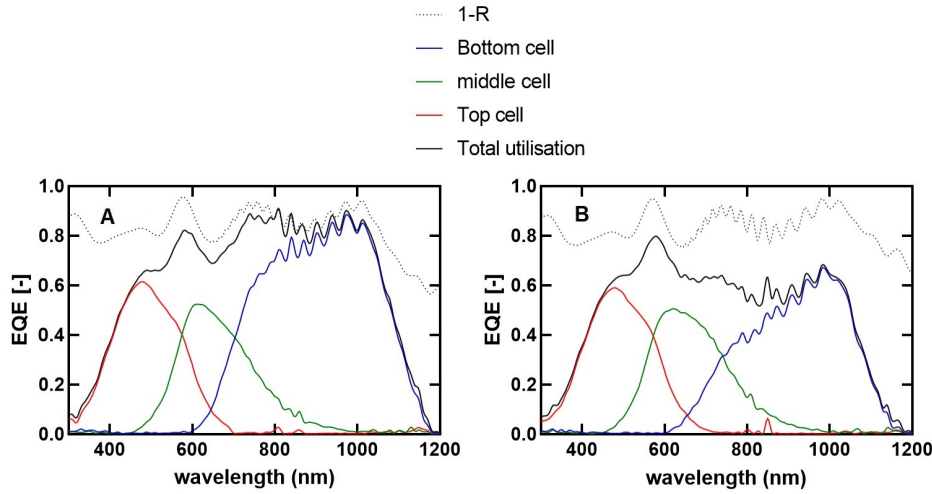 1-R
Bottom cell
middle cell
Top cell
Total utilisation
A
1.0
0.8
0.6
0.4
0.2
0.0
EQE [-]
400 600 800 1000 1200
wavelength (nm)
B
1.0
0.8
0.6
0.4
0.2
0.0
EQE [-]
400 600 800 1000 1200
wavelength (nm)